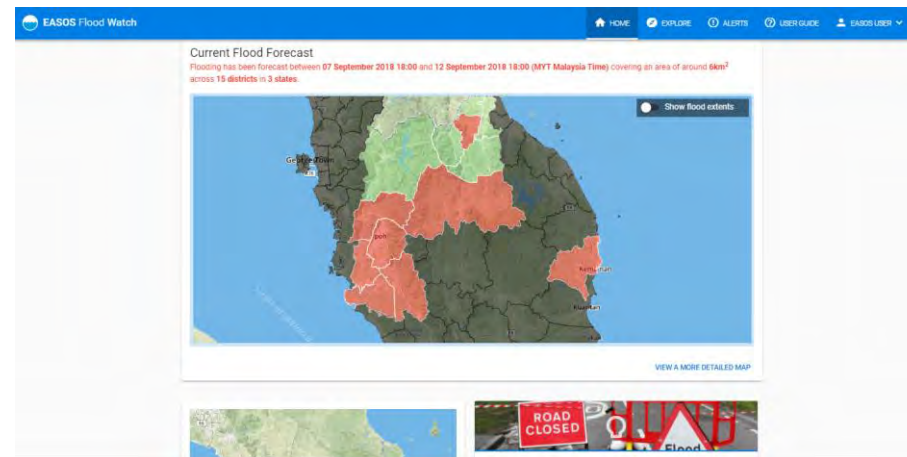 EASOS Flood Watch
HOME
EXPLORE
ALERTS
USER GUIDE
EASOS USER
Current Flood Forecast
Flooding has been forecast between 07 September 2018 18:00 and 12 September 2018 18:00 (MYT Malaysia Time) covering an area of around 6km²
across 15 districts in 3 states.
Show flood extents
George Town
Kemaman
Kuantan
VIEW A MORE DETAILED MAP
ROAD
CLOSED
Flood